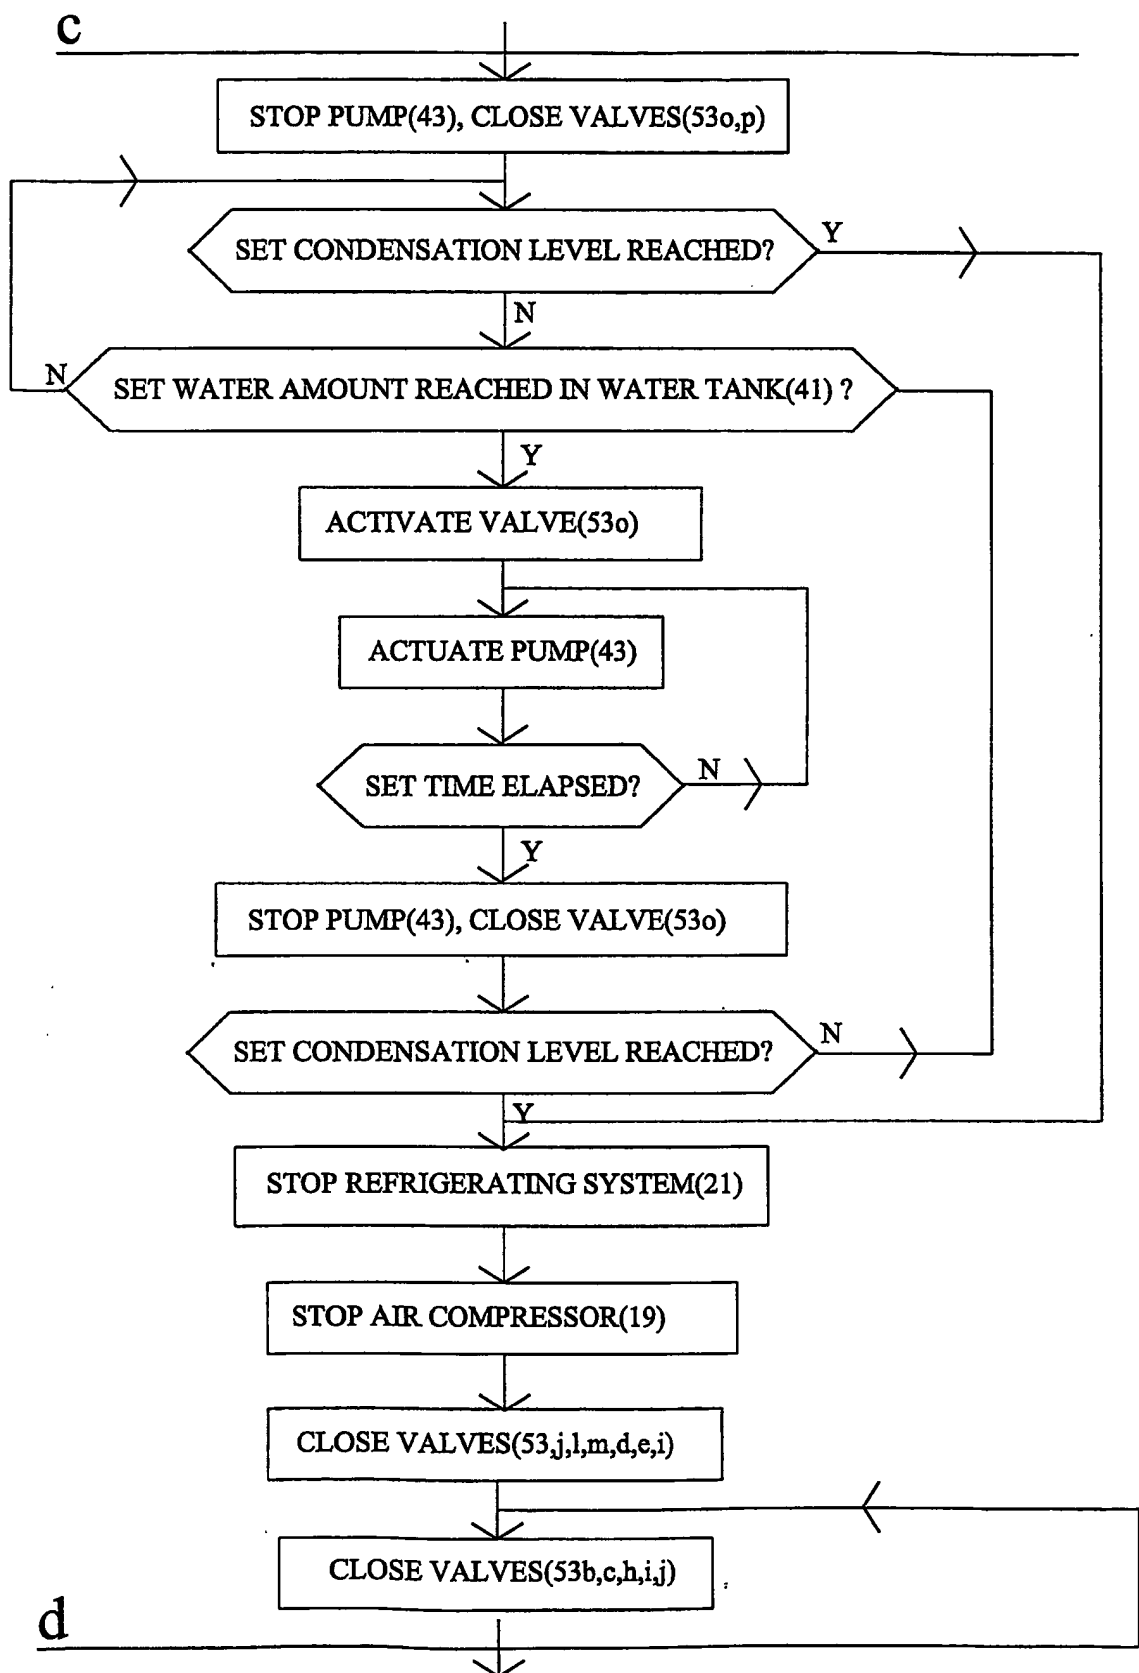 c
STOP PUMP(43), CLOSE VALVES(53o,p)
SET CONDENSATION LEVEL REACHED?
Y
N
N
SET WATER AMOUNT REACHED IN WATER TANK(41) ?
Y
ACTIVATE VALVE(53o)
ACTUATE PUMP(43)
SET TIME ELAPSED?
N
Y
STOP PUMP(43), CLOSE VALVE(53o)
SET CONDENSATION LEVEL REACHED?
N
Y
STOP REFRIGERATING SYSTEM(21)
STOP AIR COMPRESSOR(19)
CLOSE VALVES(53,j,l,m,d,e,i)
CLOSE VALVES(53b,c,h,i,j)
d